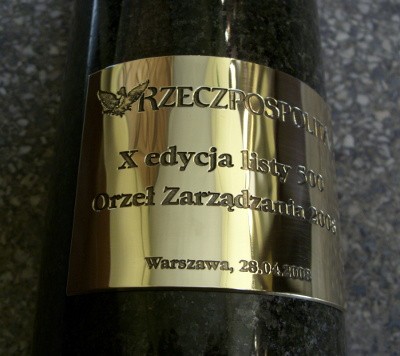 RZECZPOSPOLITA
X edycja listy 500
Orzeł Zarządzania 2008
Warszawa, 28.04.2008